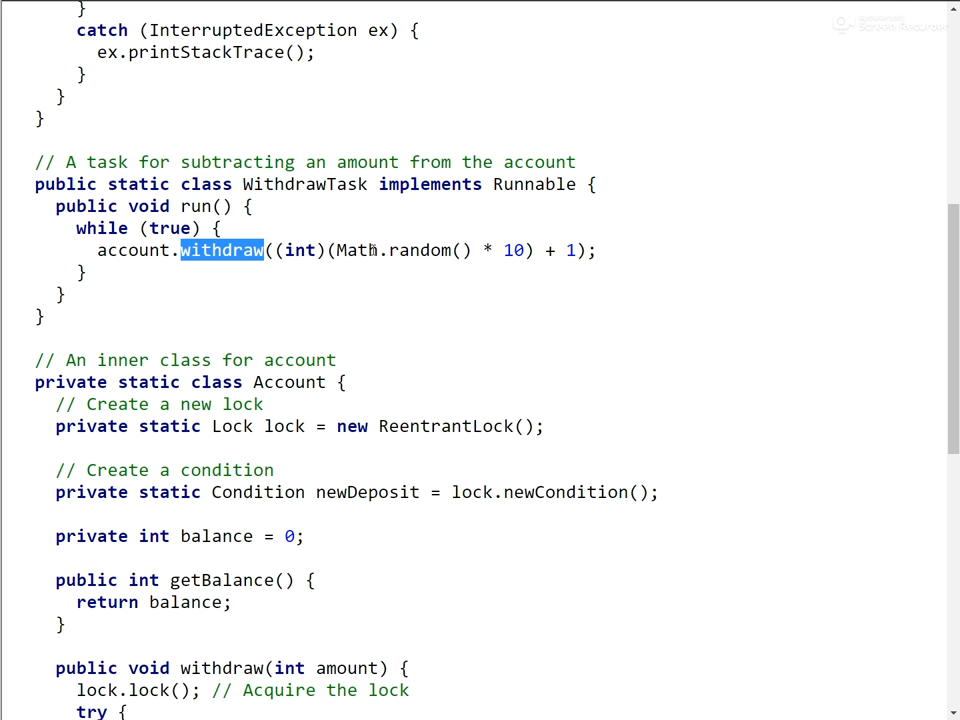 }
catch (InterruptedException ex) {
ex.printStackTrace();
}
}
}
// A task for subtracting an amount from the account
public static class WithdrawTask implements Runnable {
public void run() {
while (true) {
account.withdraw((int)(Math.random() * 10) + 1);
}
}
}
// An inner class for account
private static class Account {
// Create a new lock
private static Lock lock = new ReentrantLock();
// Create a condition
private static Condition newDeposit = lock.newCondition();
private int balance = 0;
public int getBalance() {
return balance;
}
public void withdraw(int amount) {
lock.lock(); // Acquire the lock
try {
Screen Recorder